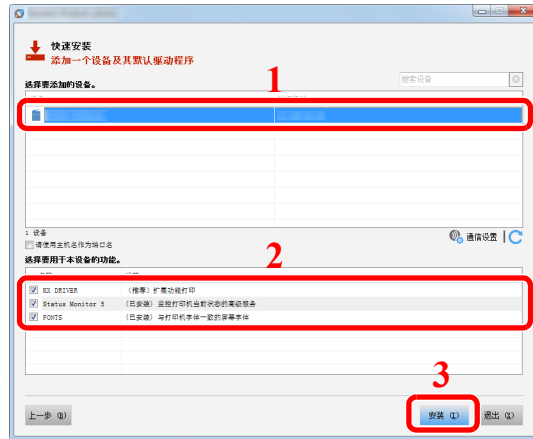 快速安装
添加一个设备及其默认驱动程序
选择要添加的设备。
搜索设备
1
1 设备
请使用主机名作为端口名
通信设置
选择要用于本设备的功能。
2
KX DRIVER （推荐）扩展功能打印
Status Monitor 5 （已安装）监控打印机当前状态的高级服务
FONTS （已安装）与打印机字体一致的屏幕字体
3
上一步 (B)
安装 (I)
退出 (X)